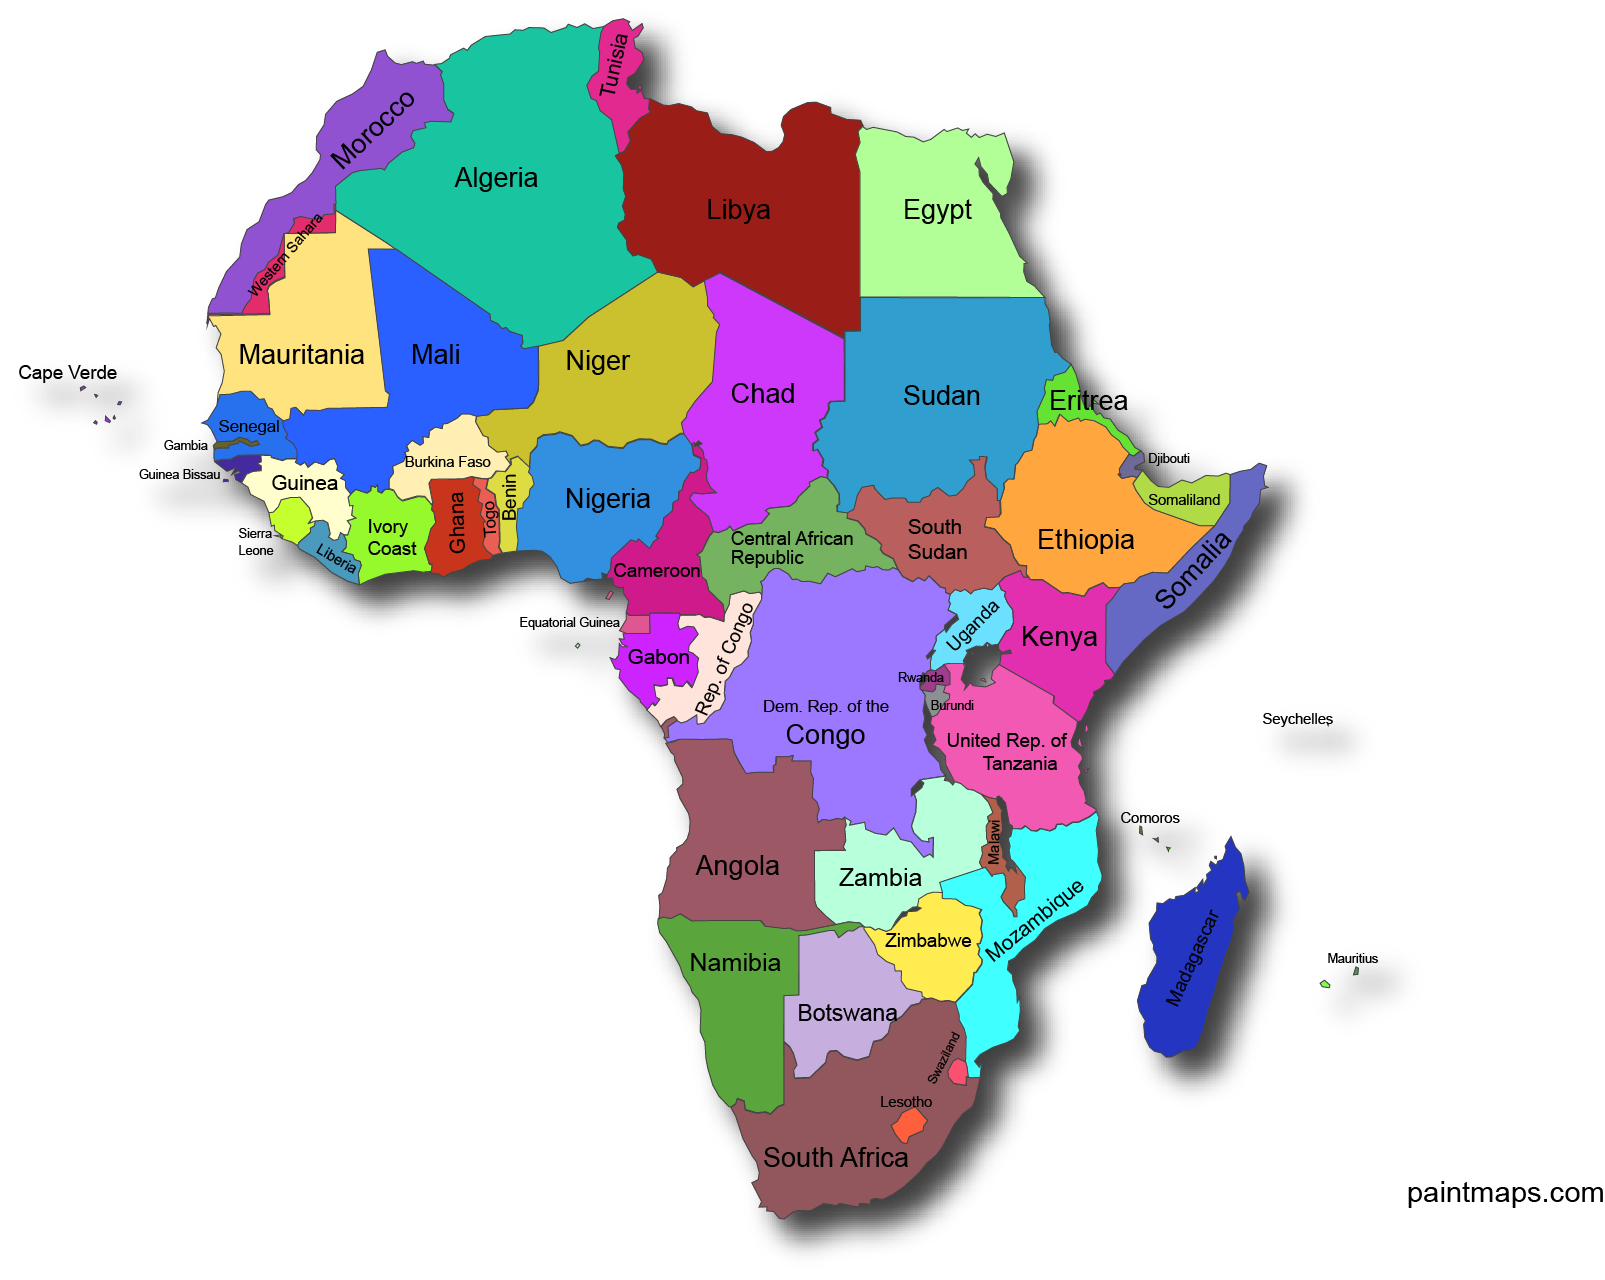 Tunisia
Morocco
Algeria
Libya
Egypt
Western Sahara
Mauritania
Mali
Niger
Chad
Sudan
Eritrea
Cape Verde
Senegal
Gambia
Guinea Bissau
Guinea
Burkina Faso
Djibouti
Nigeria
Benin
Togo
Ghana
Ivory
Coast
Sierra
Leone
Liberia
Somaliland
South
Sudan
Ethiopia
Somalia
Central African
Republic
Cameroon
Equatorial Guinea
Gabon
Rep. of Congo
Uganda
Kenya
Rwanda
Burundi
Dem. Rep. of the
Congo
United Rep. of
Tanzania
Seychelles
Comoros
Angola
Zambia
Malawi
Mozambique
Zimbabwe
Madagascar
Mauritius
Namibia
Botswana
Swaziland
Lesotho
South Africa
paintmaps.com